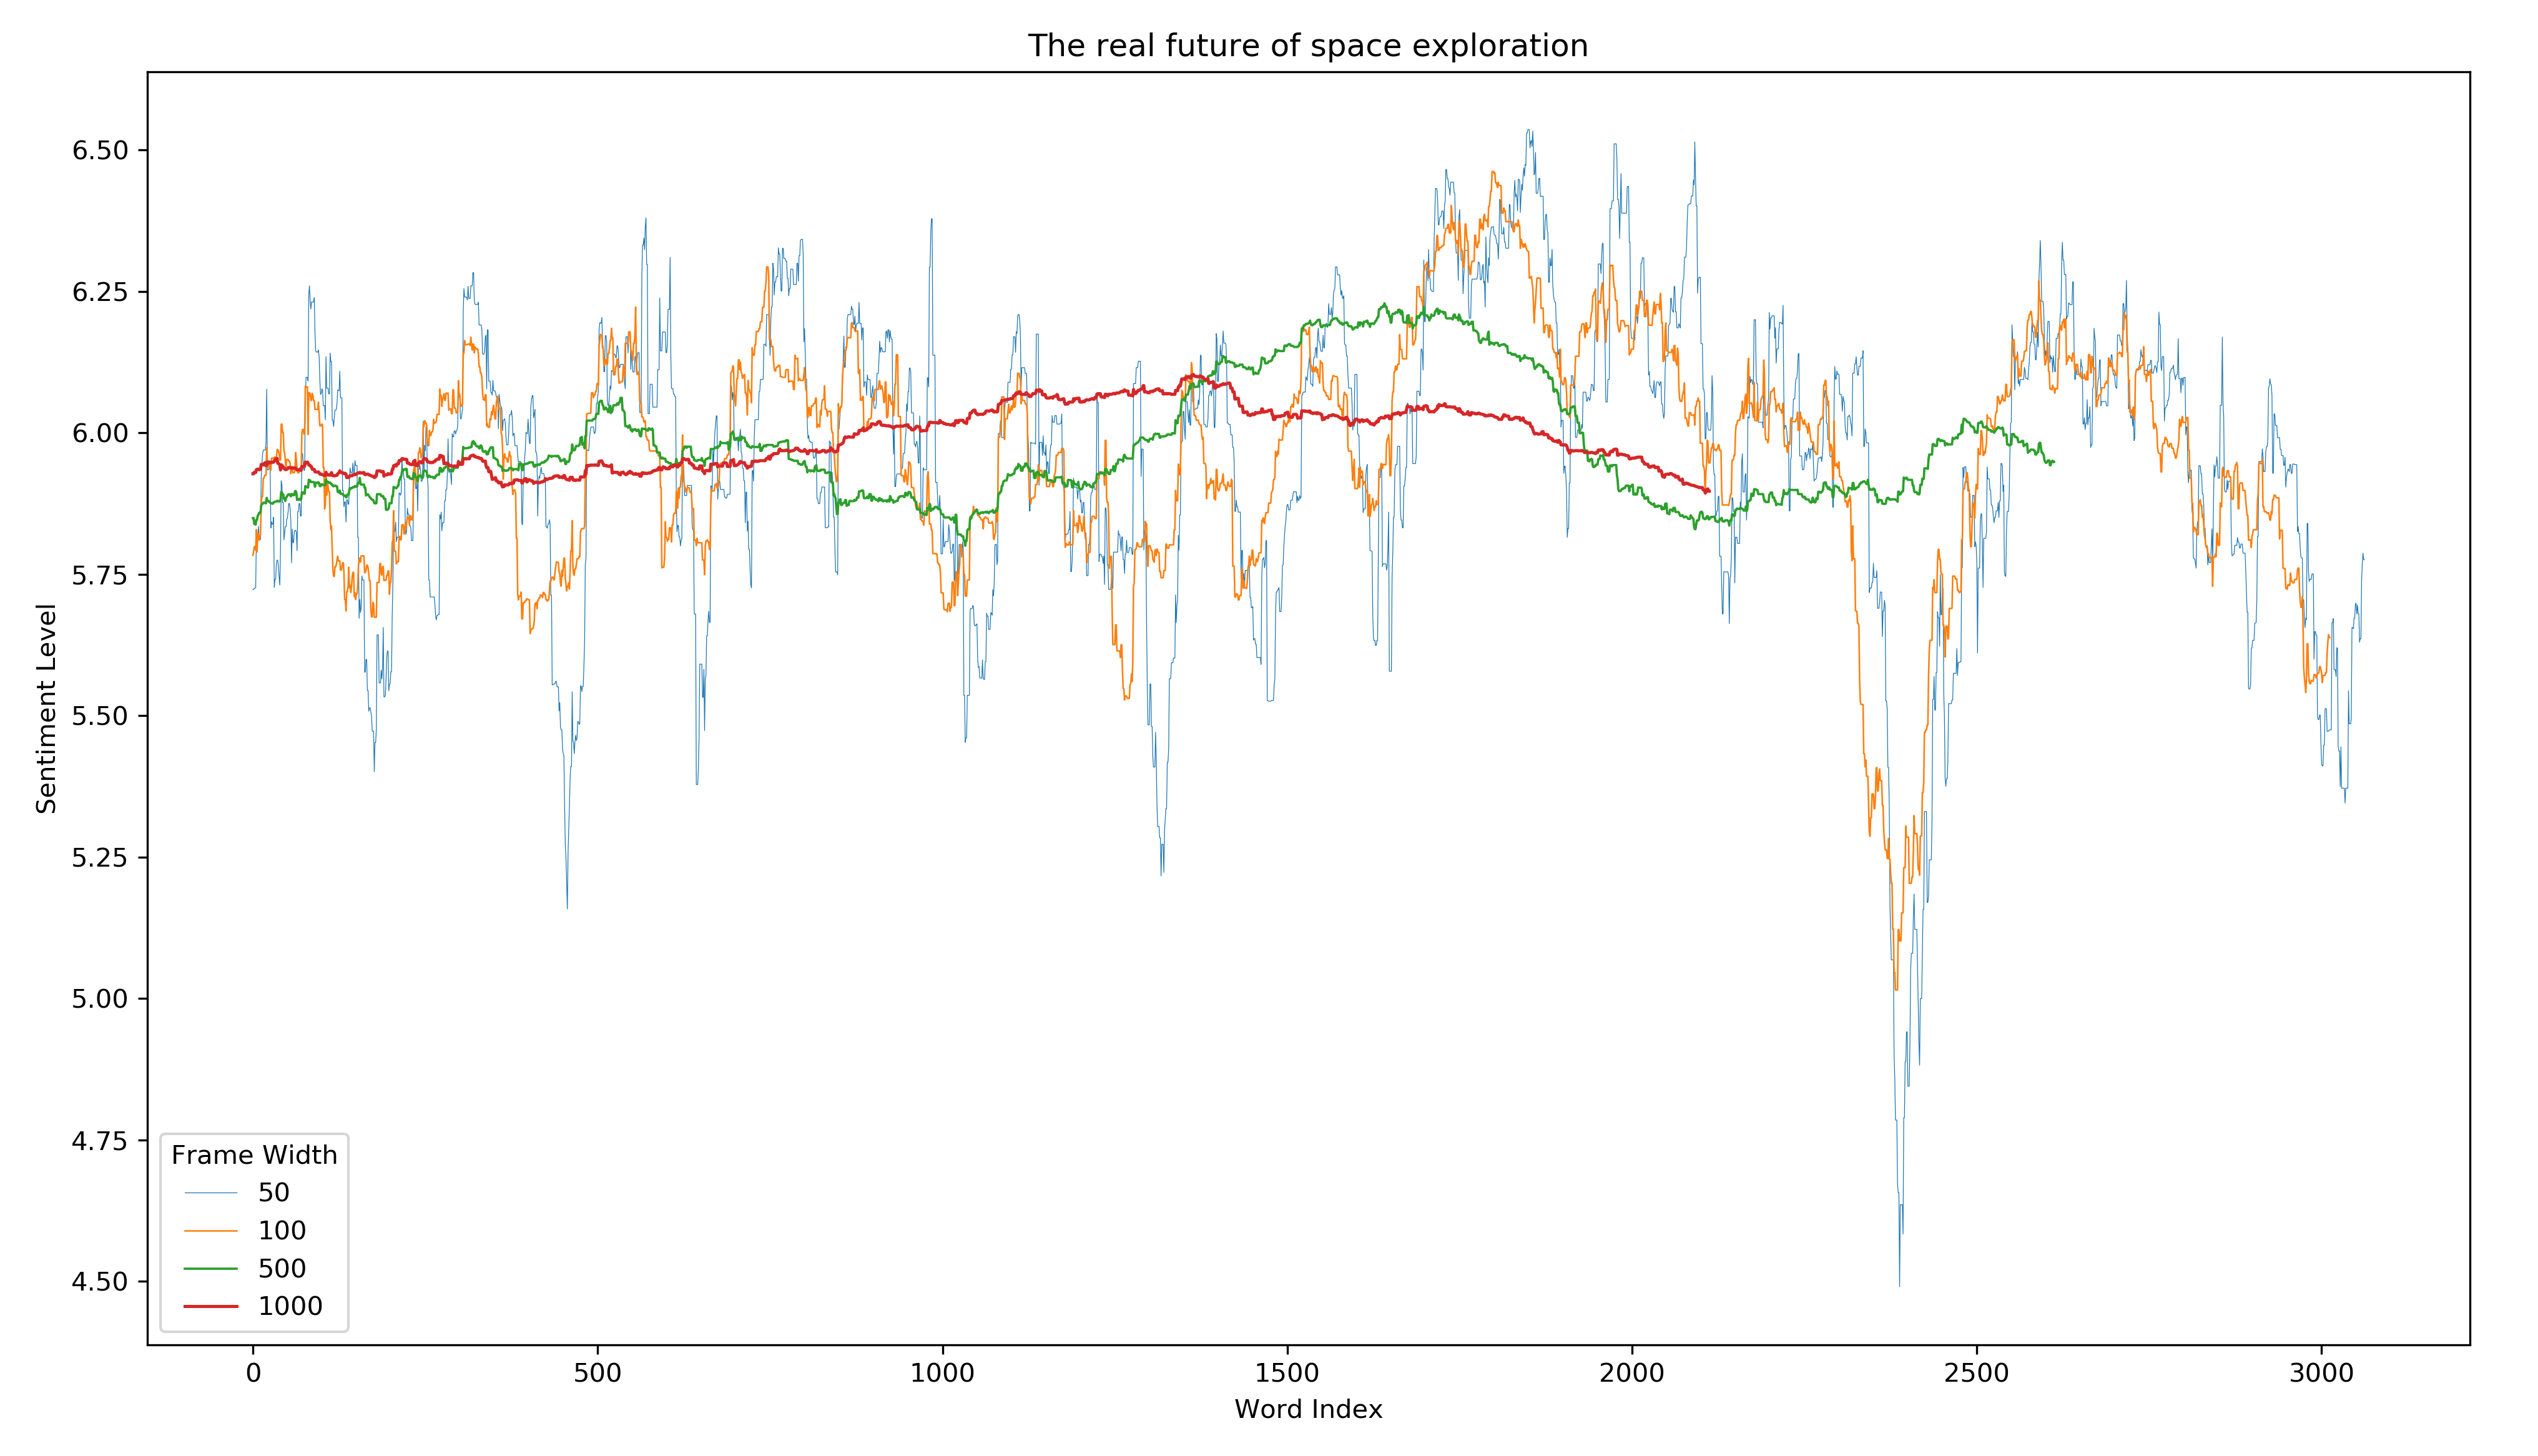 The real future of space exploration
Sentiment Level
6.50
6.25
6.00
5.75
5.50
5.25
5.00
4.75
4.50
Frame Width
50
100
500
1000
0 500 1000 1500 2000 2500 3000
Word Index